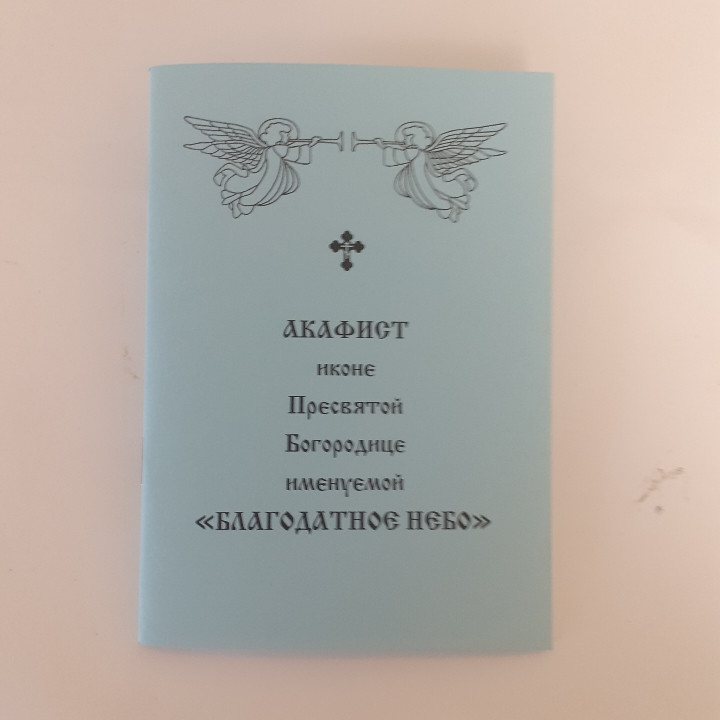 АКАФИСТ
иконе
Пресвятой
Богородице
именуемой
«БЛАГОДАТНОЕ НЕБО»